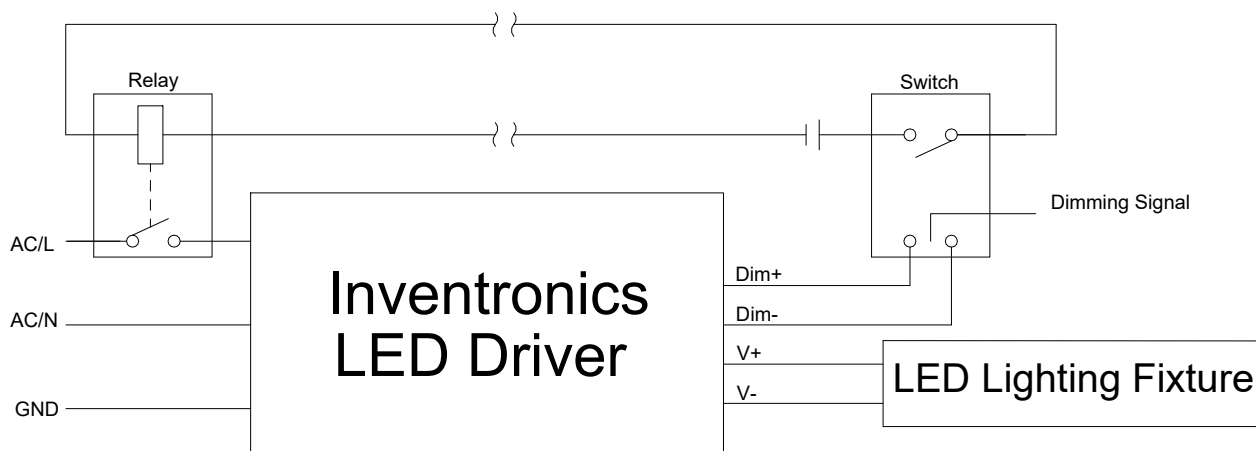 Relay
Switch
Dimming Signal
AC/L
AC/N
GND
Inventronics
LED Driver
Dim+
Dim-
V+
V-
LED Lighting Fixture